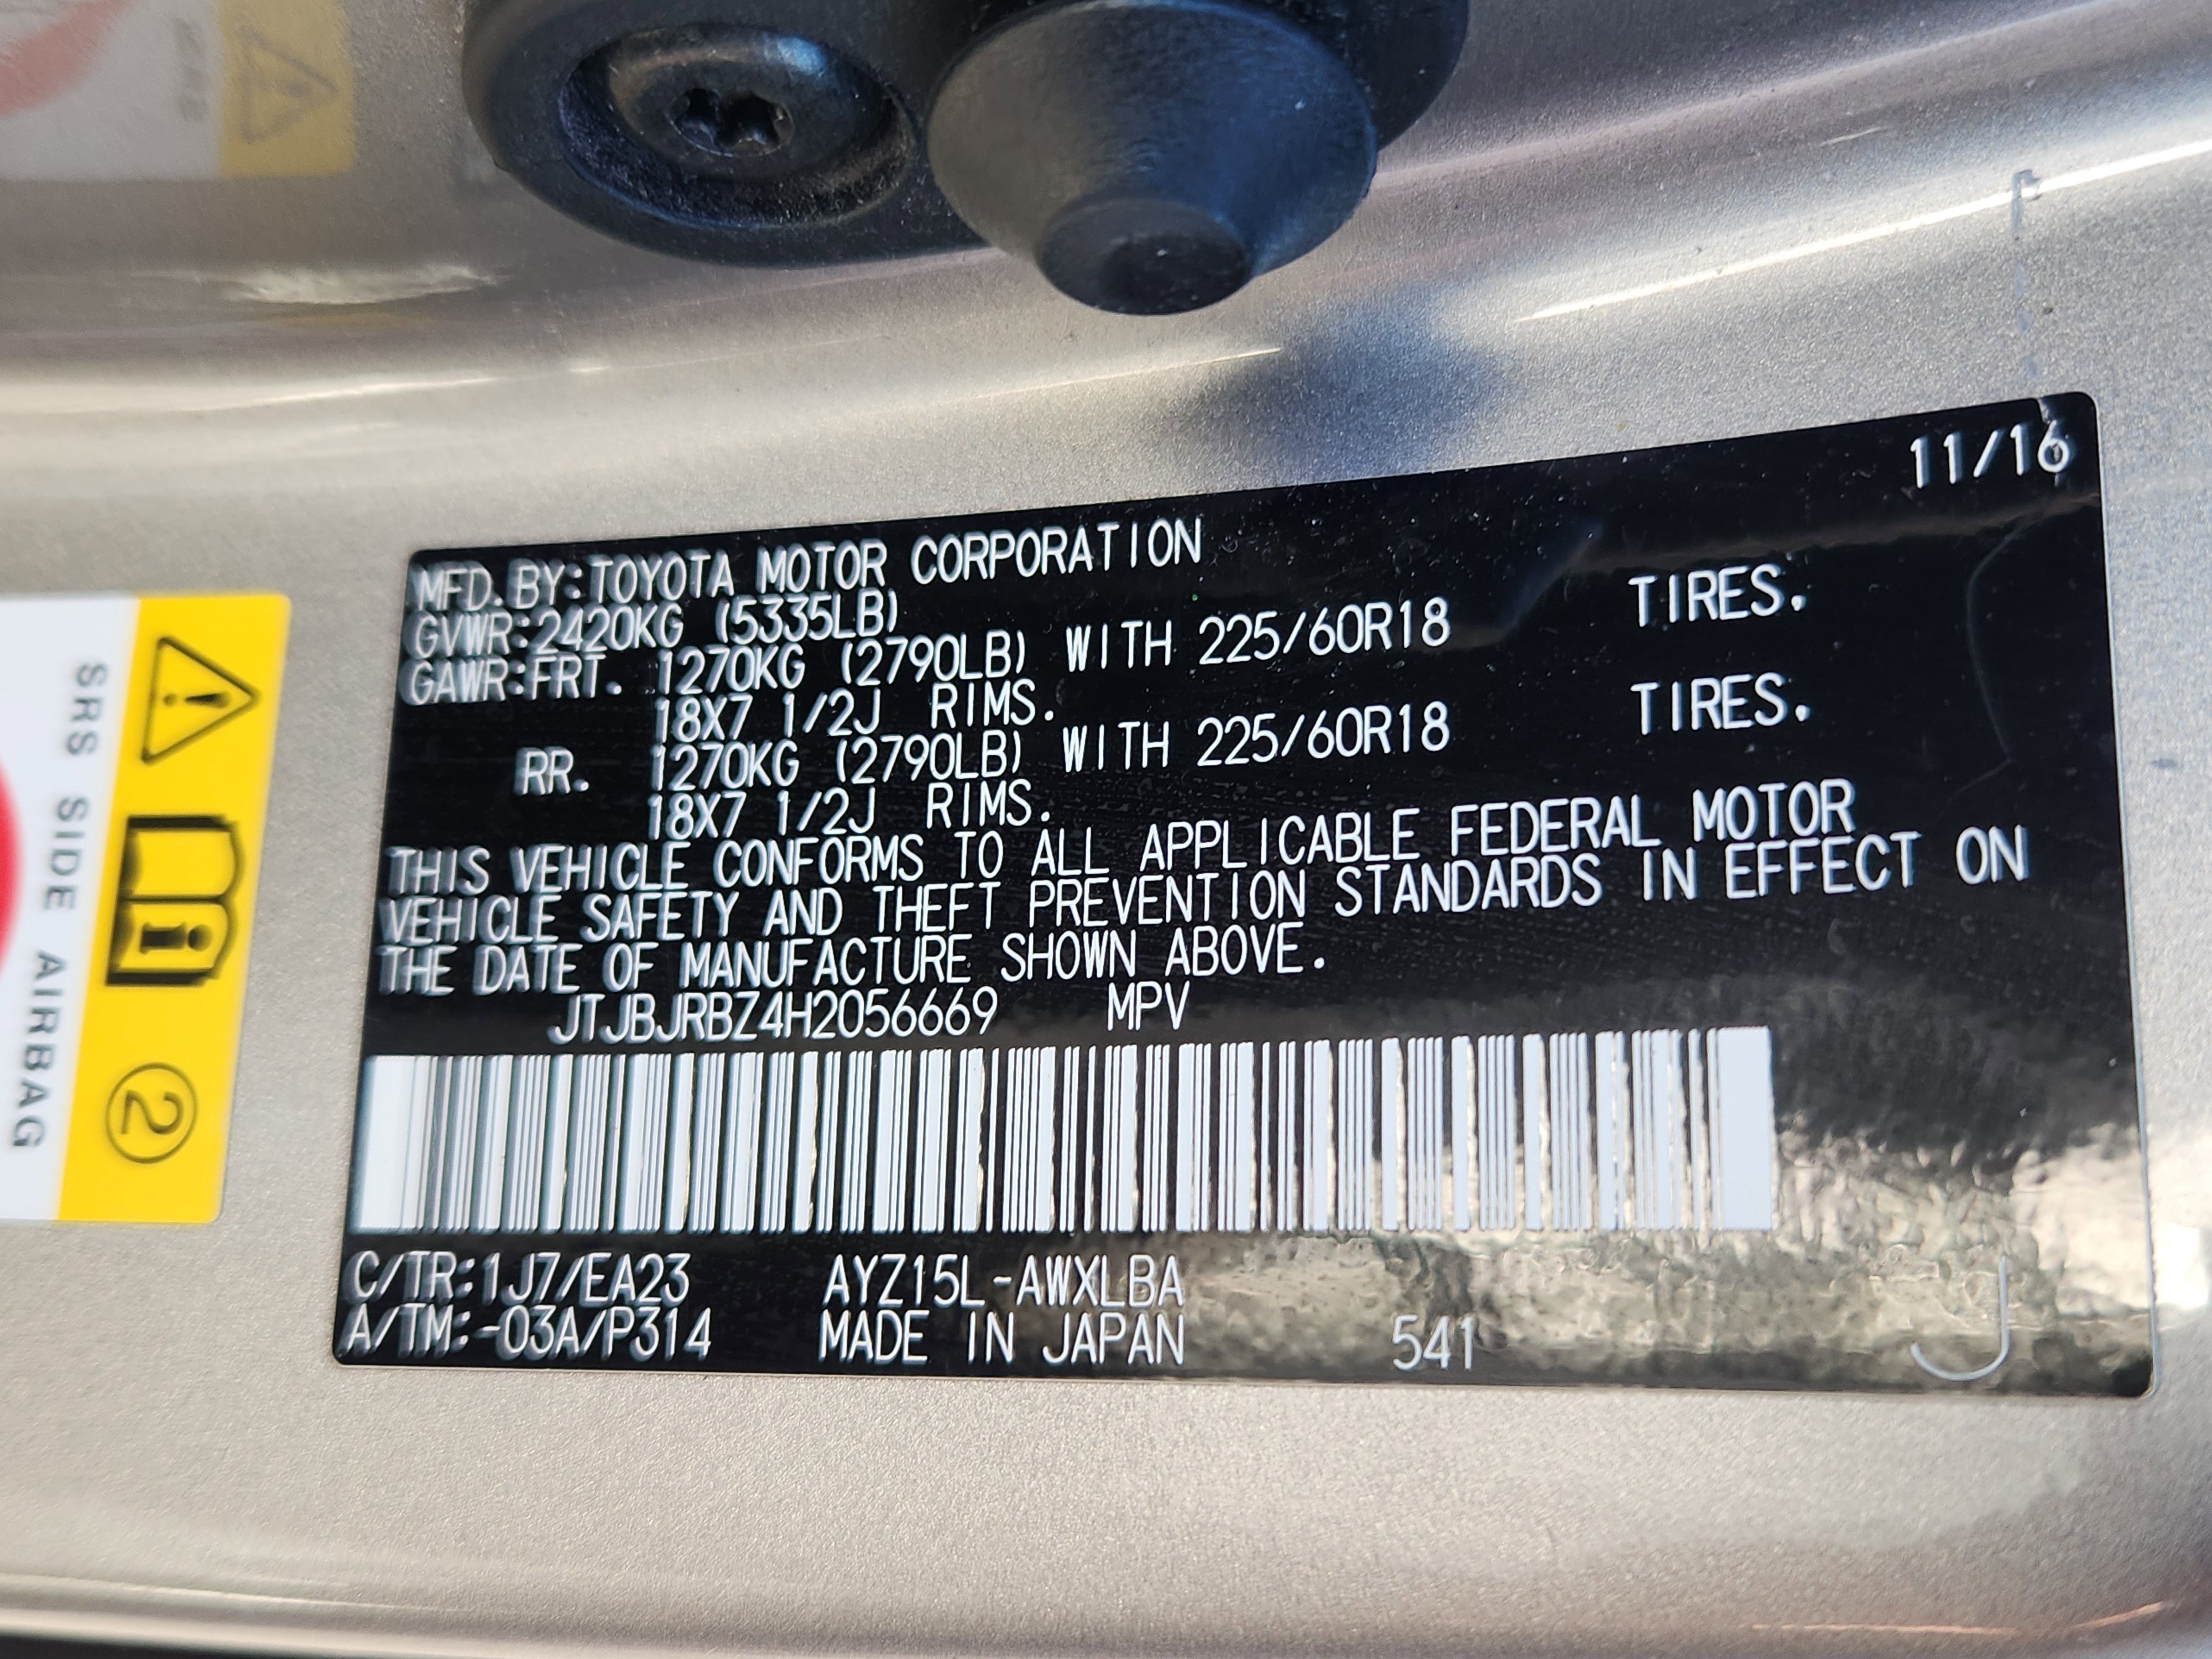 11/16
MFD.BY:TOYOTA MOTOR CORPORATION
GVWR:2420KG (5335LB)
GAWR:FRT. 1270KG (2790LB) WITH 225/60R18 TIRES.
18X7 1/2J RIMS.
RR. 1270KG (2790LB) WITH 225/60R18 TIRES.
18X7 1/2J RIMS.
THIS VEHICLE CONFORMS TO ALL APPLICABLE FEDERAL MOTOR
VEHICLE SAFETY AND THEFT PREVENTION STANDARDS IN EFFECT ON
THE DATE OF MANUFACTURE SHOWN ABOVE.
JTJBJRBZ4H2056669 MPV
C/TR:1J7/EA23 AYZ15L-AWXLBA
A/TM:-03A/P314 MADE IN JAPAN 541 J
SRS SIDE AIRBAG
2